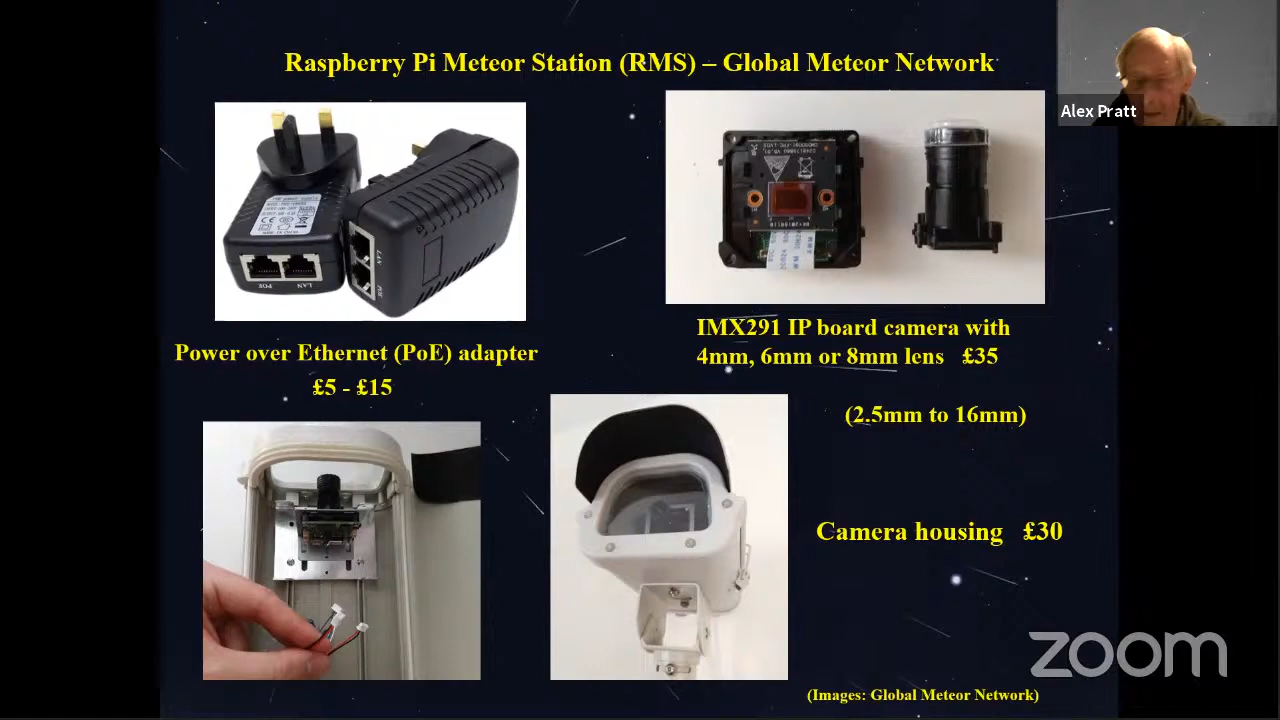 Raspberry Pi Meteor Station (RMS) – Global Meteor Network
Alex Pratt
LAN
POE
POE
LAN
Power over Ethernet (PoE) adapter
£5 - £15
IMX291 IP board camera with
4mm, 6mm or 8mm lens £35
(2.5mm to 16mm)
Camera housing £30
zoom
(Images: Global Meteor Network)